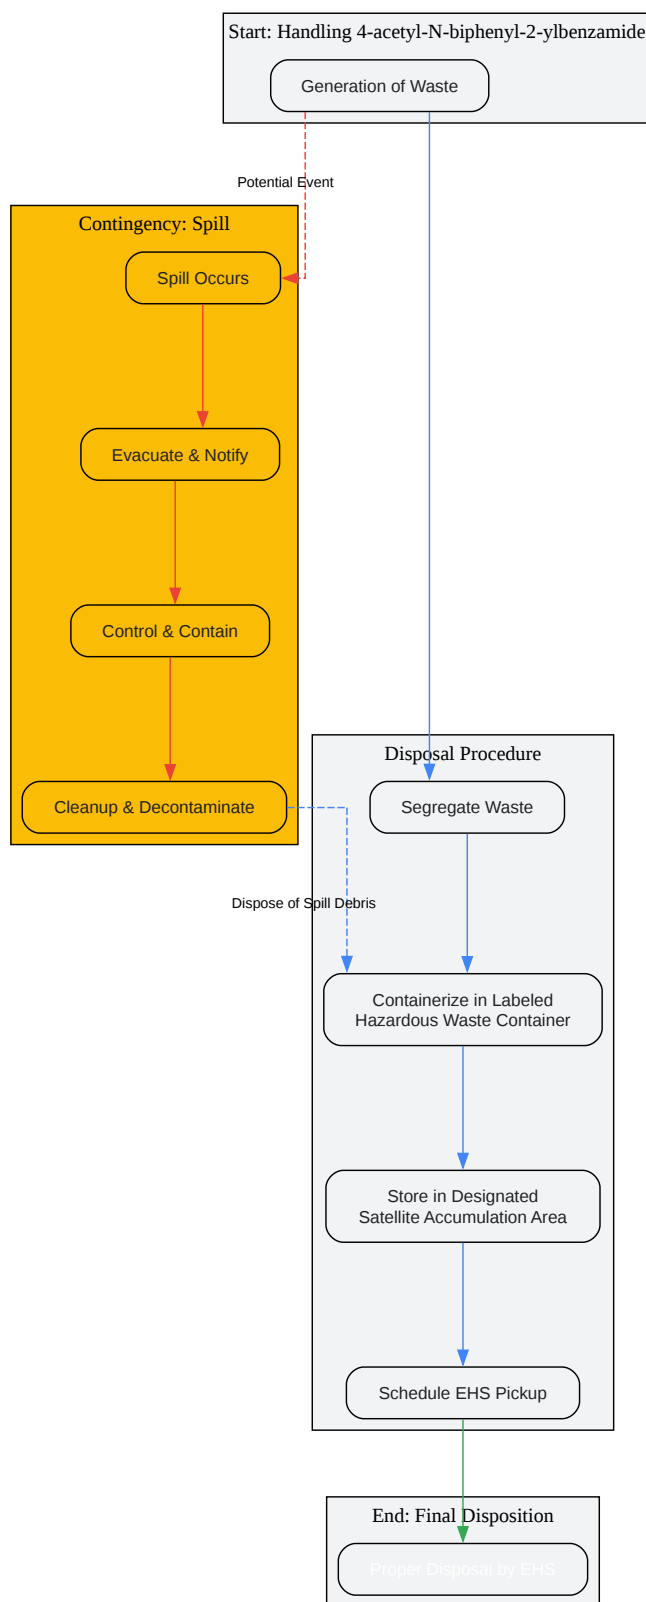 Start: Handling 4-acetyl-N-biphenyl-2-ylbenzamide
Generation of Waste
Potential Event
Contingency: Spill
Spill Occurs
Evacuate & Notify
Control & Contain
Cleanup & Decontaminate
Disposal Procedure
Segregate Waste
Dispose of Spill Debris
Containerize in Labeled
Hazardous Waste Container
Store in Designated
Satellite Accumulation Area
Schedule EHS Pickup
End: Final Disposition
Proper Disposal by EHS